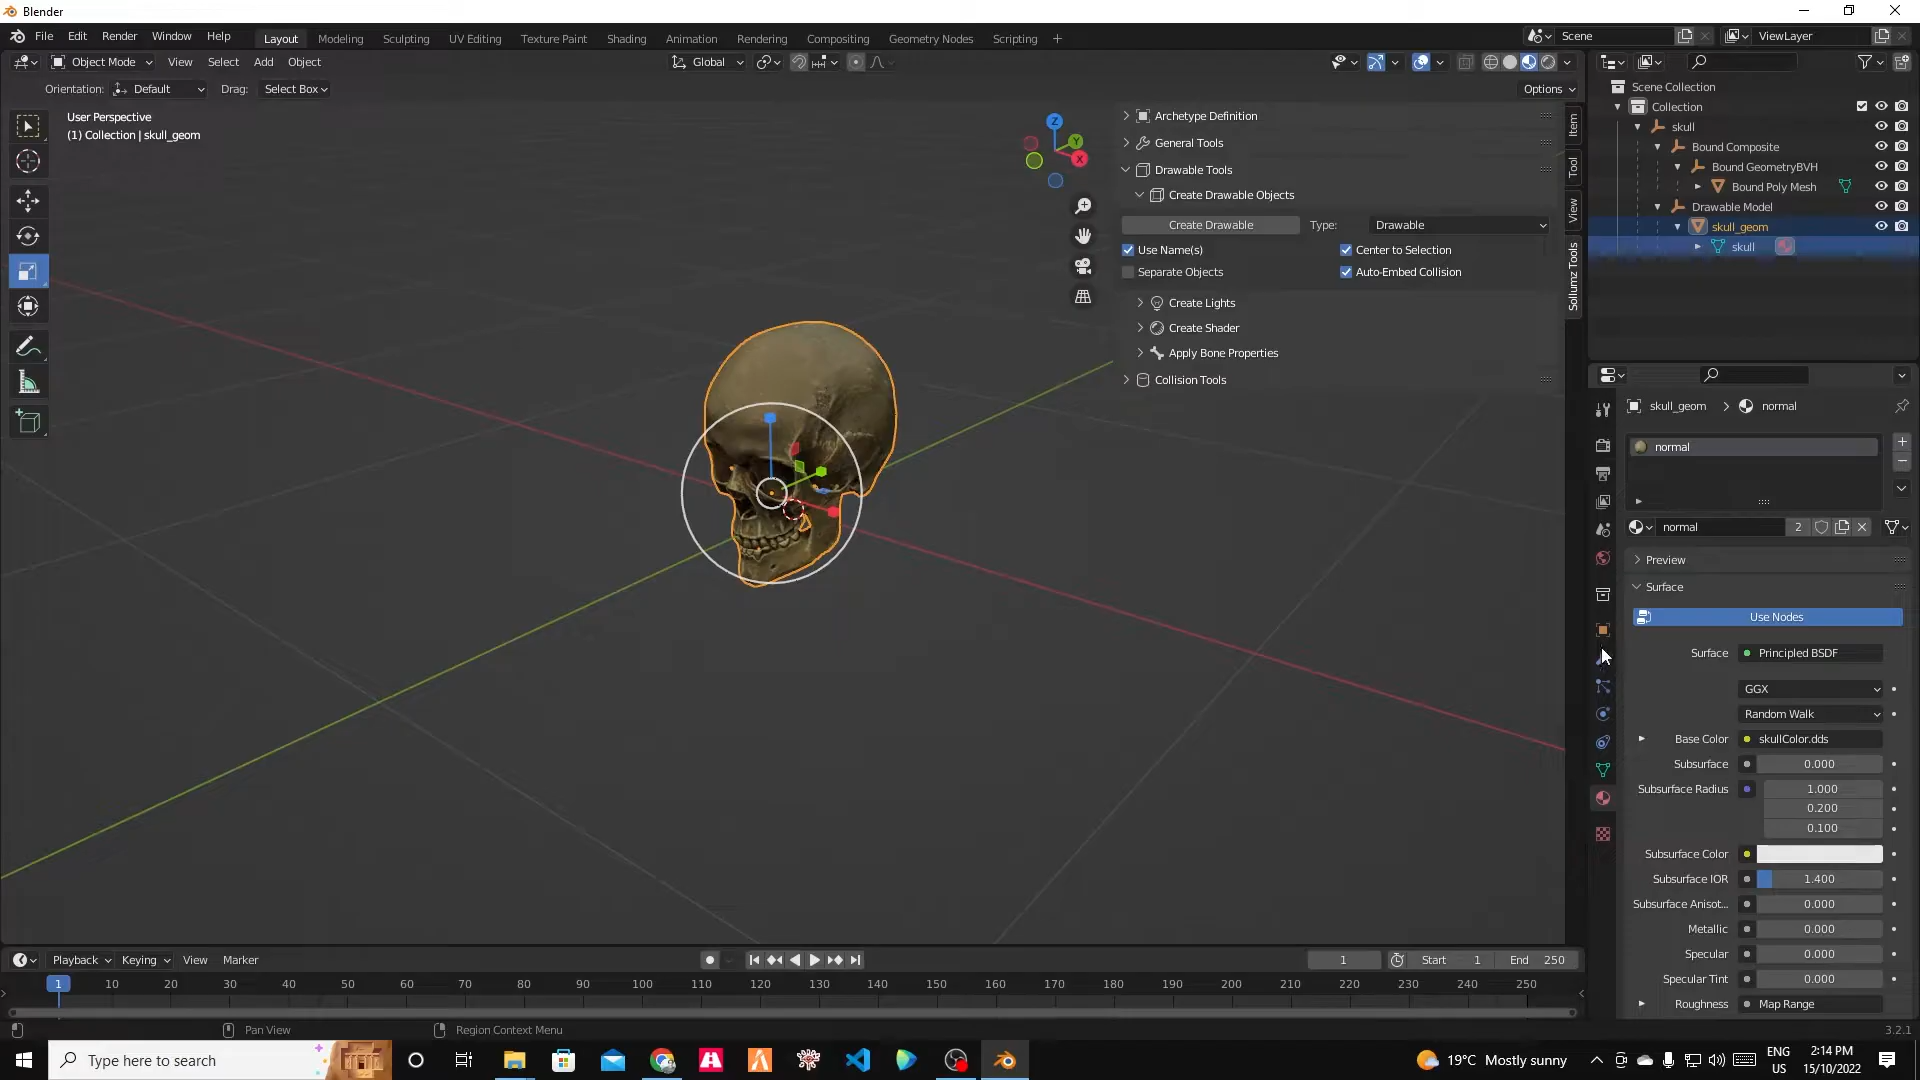 Blender
File Edit Render Window Help
Layout Modeling Sculpting UV Editing Texture Paint Shading Animation Rendering Compositing Geometry Nodes Scripting
Scene
ViewLayer
Object Mode View Select Add Object
Global
Orientation: Default Drag: Select Box
Options
User Perspective
(1) Collection | skull_geom
Z
Y
X
Archetype Definition
General Tools
Drawable Tools
Create Drawable Objects
Create Drawable Type: Drawable
Use Name(s) Center to Selection
Separate Objects Auto-Embed Collision
Create Lights
Create Shader
Apply Bone Properties
Collision Tools
Item
Tool
View
Sollumz Tools
Scene Collection
Collection
skull
Bound Composite
Bound GeometryBVH
Bound Poly Mesh
Drawable Model
skull_geom
skull
skull_geom normal
normal
normal 2
Preview
Surface
Use Nodes
Surface Principled BSDF
GGX
Random Walk
Base Color skullColor.dds
Subsurface 0.000
Subsurface Radius 1.000
0.200
0.100
Subsurface Color
Subsurface IOR 1.400
Subsurface Anisot... 0.000
Metallic 0.000
Specular 0.000
Specular Tint 0.000
Roughness Map Range
Playback Keying View Marker
1 Start 1 End 250
1 10 20 30 40 50 60 70 80 90 100 110 120 130 140 150 160 170 180 190 200 210 220 230 240 250
Pan View
Region Context Menu
3.2.1
Type here to search
19°C Mostly sunny
ENG
US
2:14 PM
15/10/2022